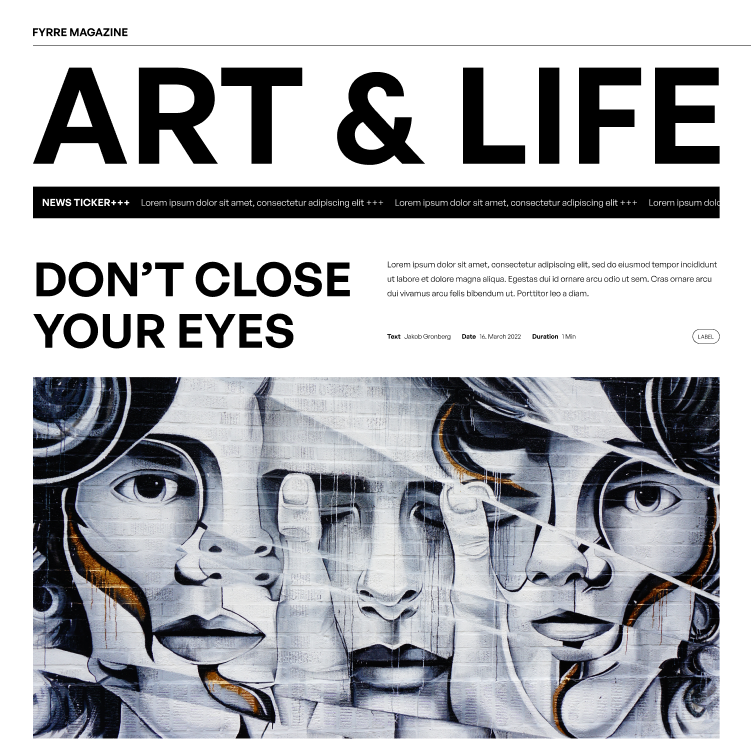 FYRRE MAGAZINE
ART & LIFE
NEWS TICKER+++ Lorem ipsum dolor sit amet, consectetur adipiscing elit +++ Lorem ipsum dolor sit amet, consectetur adipiscing elit +++ Lorem ipsum dolo
DON’T CLOSE
YOUR EYES
Lorem ipsum dolor sit amet, consectetur adipiscing elit, sed do eiusmod tempor incididunt
ut labore et dolore magna aliqua. Egestas dui id ornare arcu odio ut sem. Cras ornare arcu
dui vivamus arcu felis bibendum ut. Porttitor leo a diam.
Text Jakob Gronberg Date 16. March 2022 Duration 1 Min LABEL